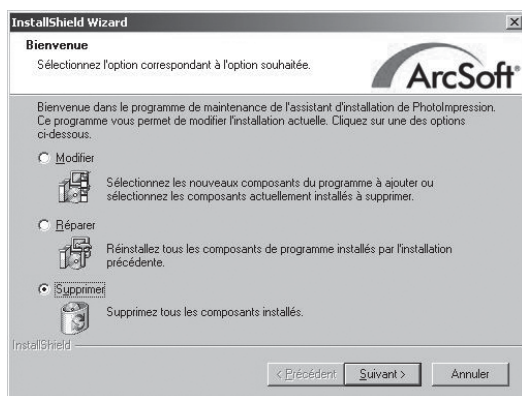 InstallShield Wizard
Bienvenue
Sélectionnez l'option correspondant à l'option souhaitée.
ArcSoft®
Bienvenue dans le programme de maintenance de l'assistant d'installation de PhotoImpression.
Ce programme vous permet de modifier l'installation actuelle. Cliquez sur une des options
ci-dessous.
Modifier
Sélectionnez les nouveaux composants du programme à ajouter ou
sélectionnez les composants actuellement installés à supprimer.
Réparer
Réinstallez tous les composants de programme installés par l'installation
précédente.
Supprimer
Supprimez tous les composants installés.
InstallShield
< Précédent
Suivant >
Annuler